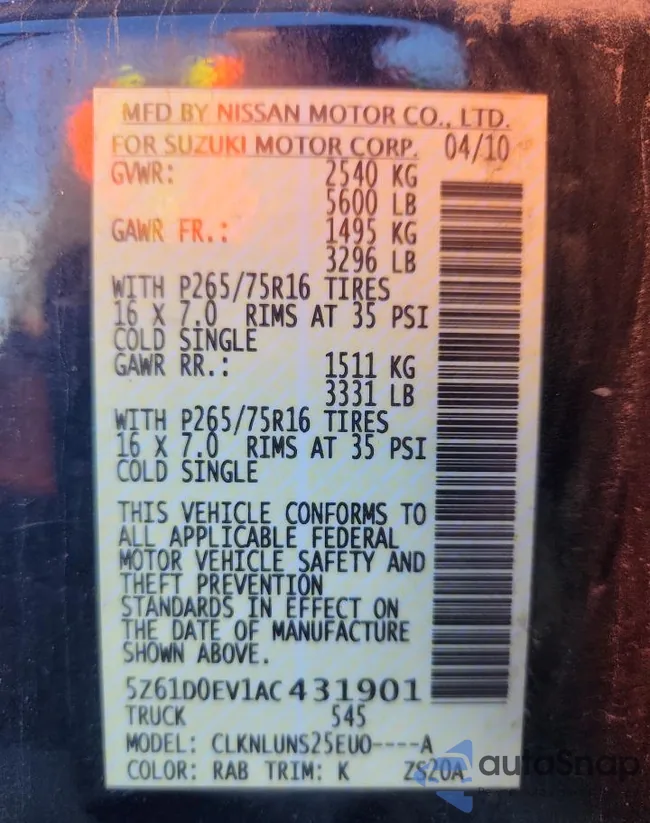 MFD BY NISSAN MOTOR CO., LTD.
FOR SUZUKI MOTOR CORP. 04/10
GVWR: 2540 KG
5600 LB
GAWR FR.: 1495 KG
3296 LB
WITH P265/75R16 TIRES
16 X 7.0 RIMS AT 35 PSI
COLD SINGLE
GAWR RR.: 1511 KG
3331 LB
WITH P265/75R16 TIRES
16 X 7.0 RIMS AT 35 PSI
COLD SINGLE
THIS VEHICLE CONFORMS TO
ALL APPLICABLE FEDERAL
MOTOR VEHICLE SAFETY AND
THEFT PREVENTION
STANDARDS IN EFFECT ON
THE DATE OF MANUFACTURE
SHOWN ABOVE.
5Z61D0EV1AC431901
TRUCK 545
MODEL: CLKNLUNS25EU0----A
COLOR: RAB TRIM: K ZS20A
autoSnap